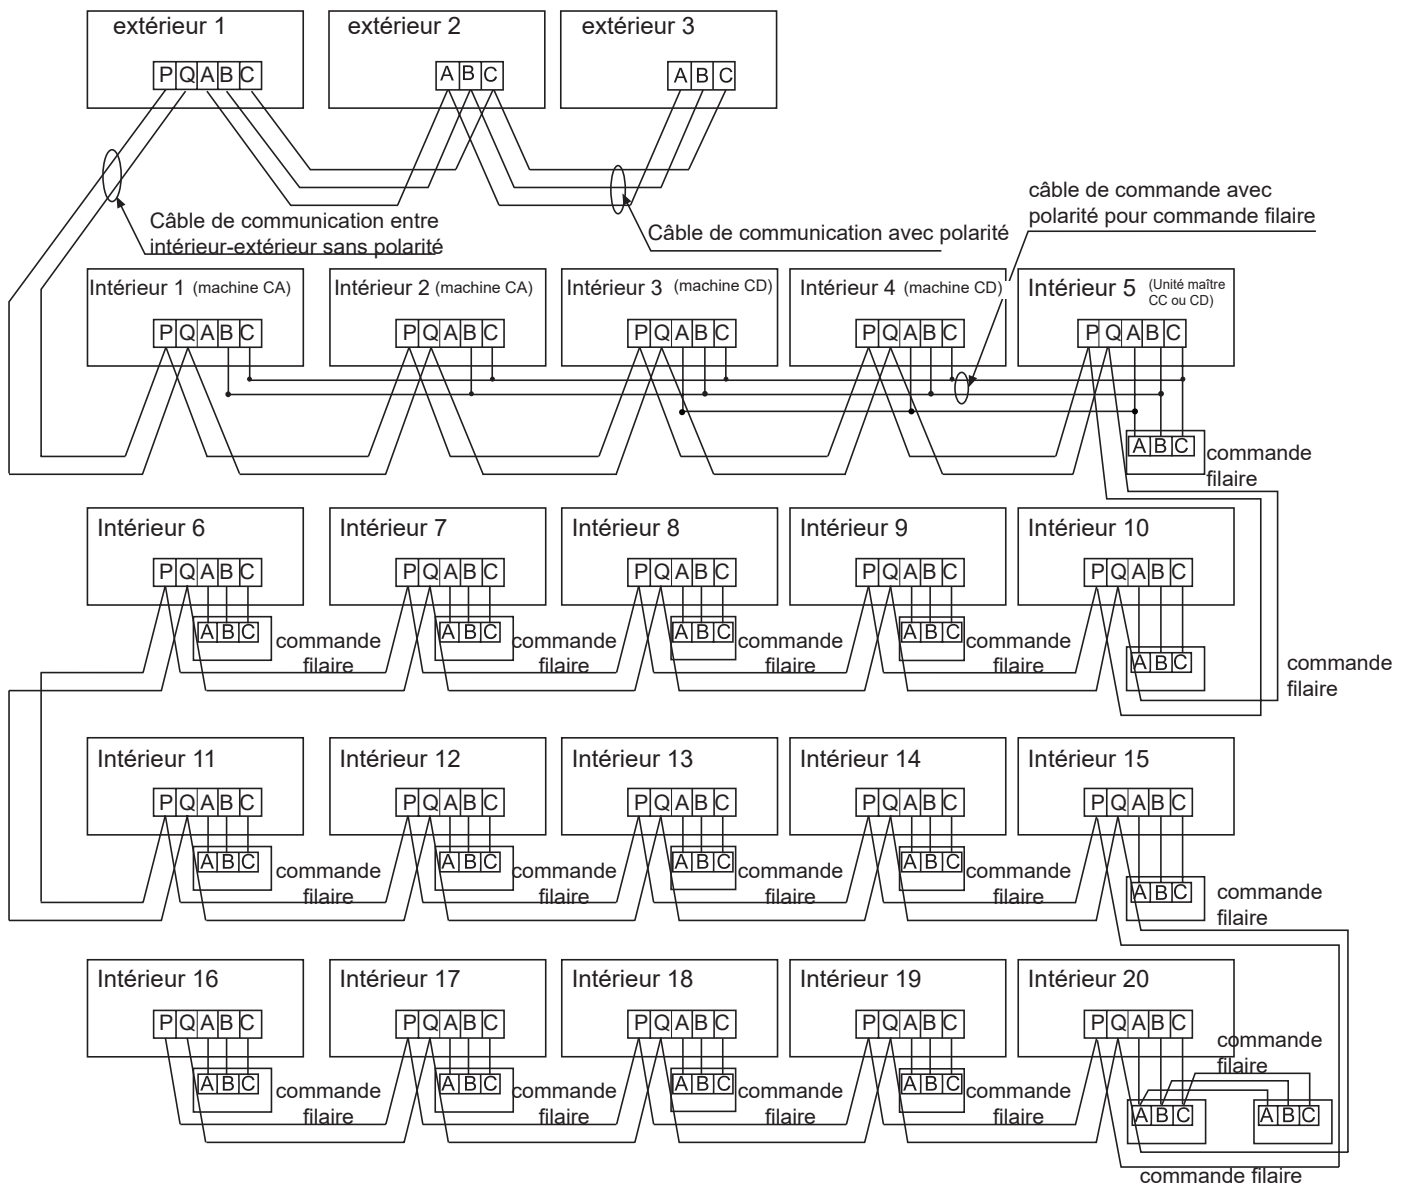 extérieur 1
extérieur 2
extérieur 3
P Q A B C
A B C
A B C
Câble de communication entre
intérieur-extérieur sans polarité
Câble de communication avec polarité
câble de commande avec
polarité pour commande filaire
Intérieur 1 (machine CA)
Intérieur 2 (machine CA)
Intérieur 3 (machine CD)
Intérieur 4 (machine CD)
Intérieur 5 (Unité maître
CC ou CD)
P Q A B C
P Q A B C
P Q A B C
P Q A B C
P Q A B C
A B C
commande
filaire
Intérieur 6
Intérieur 7
Intérieur 8
Intérieur 9
Intérieur 10
P Q A B C
P Q A B C
P Q A B C
P Q A B C
P Q A B C
A B C
commande
filaire
A B C
commande
filaire
A B C
commande
filaire
A B C
commande
filaire
A B C
commande
filaire
Intérieur 11
Intérieur 12
Intérieur 13
Intérieur 14
Intérieur 15
P Q A B C
P Q A B C
P Q A B C
P Q A B C
P Q A B C
A B C
commande
filaire
A B C
commande
filaire
A B C
commande
filaire
A B C
commande
filaire
A B C
commande
filaire
Intérieur 16
Intérieur 17
Intérieur 18
Intérieur 19
Intérieur 20
P Q A B C
P Q A B C
P Q A B C
P Q A B C
P Q A B C
A B C
commande
filaire
A B C
commande
filaire
A B C
commande
filaire
A B C
commande
filaire
commande
filaire
A B C
A B C
commande filaire